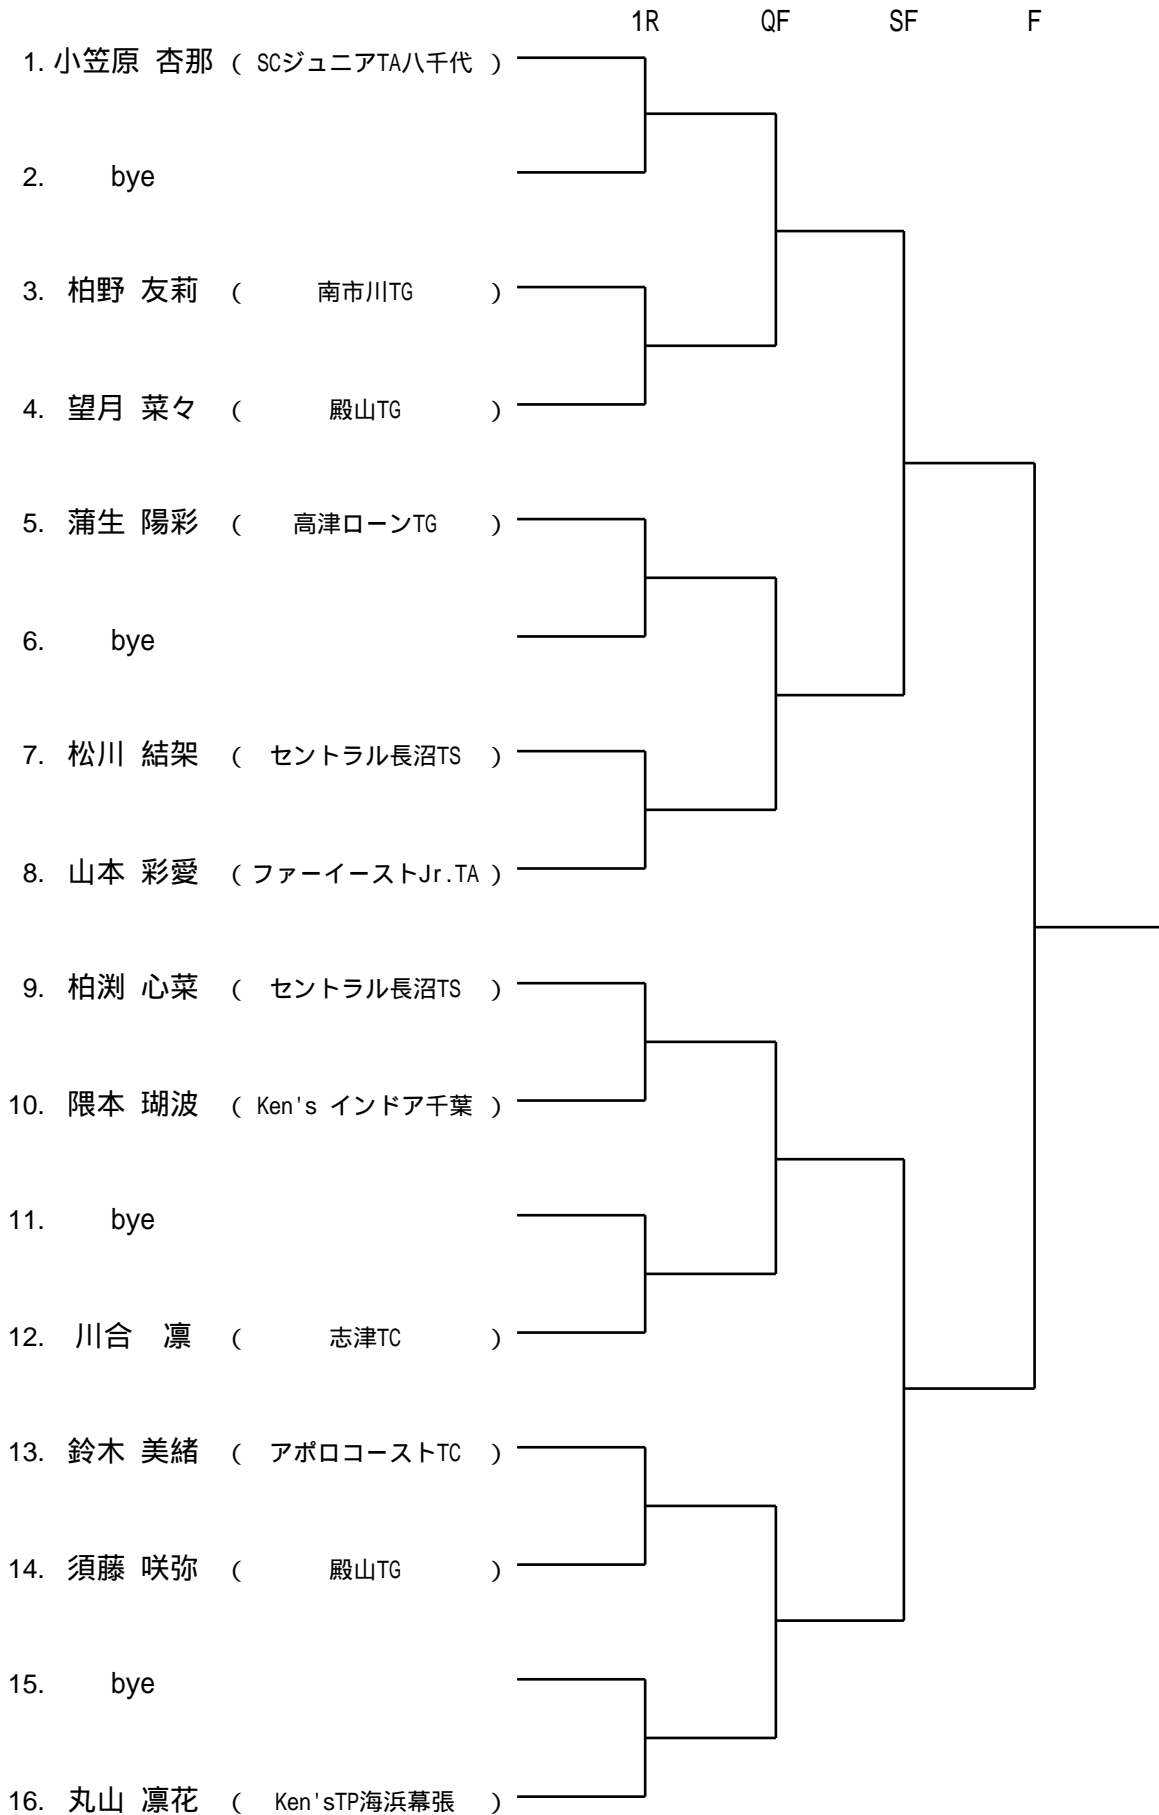 1R QF SF F
1. 小笠原 杏那 ( SCジュニアTA八千代 )
2. bye
3. 柏野 友莉 ( 南市川TG )
4. 望月 菜々 ( 殿山TG )
5. 蒲生 陽彩 ( 高津ローンTG )
6. bye
7. 松川 結架 ( セントラル長沼TS )
8. 山本 彩愛 ( ファーイーストJr.TA )
9. 柏渕 心菜 ( セントラル長沼TS )
10. 隈本 瑚波 ( Ken's インドア千葉 )
11. bye
12. 川合 凛 ( 志津TC )
13. 鈴木 美緒 ( アポロコーストTC )
14. 須藤 咲弥 ( 殿山TG )
15. bye
16. 丸山 凛花 ( Ken'sTP海浜幕張 )